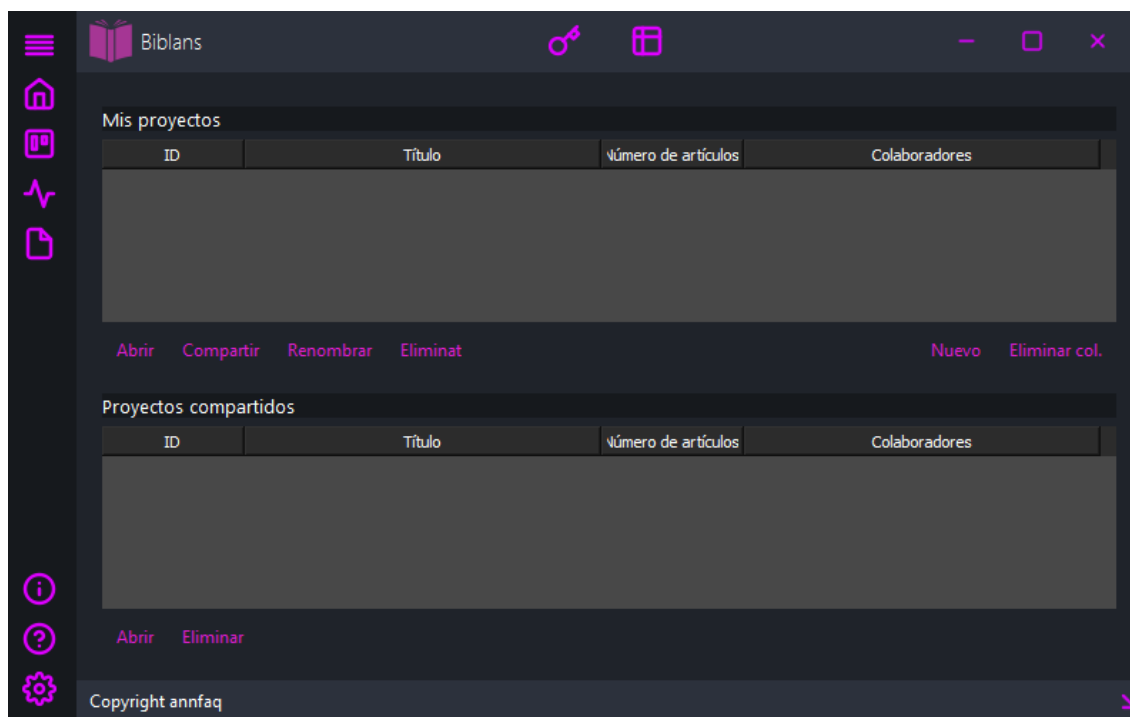 Biblans
Mis proyectos
ID Título Número de artículos Colaboradores
Abrir Compartir Renombrar Eliminat Nuevo Eliminar col.
Proyectos compartidos
ID Título Número de artículos Colaboradores
Abrir Eliminar
Copyright annfaq